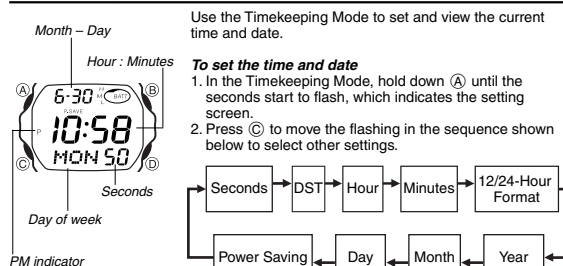 Month – Day
Hour : Minutes
A
B
6-30 H M L BATT
P.SAVE
P 10:58
MON 50
C
D
Seconds
Day of week
PM indicator
Use the Timekeeping Mode to set and view the current
time and date.
To set the time and date
1. In the Timekeeping Mode, hold down Ⓐ until the
seconds start to flash, which indicates the setting
screen.
2. Press Ⓒ to move the flashing in the sequence shown
below to select other settings.
Seconds DST Hour Minutes 12/24-Hour
Format
Power Saving Day Month Year